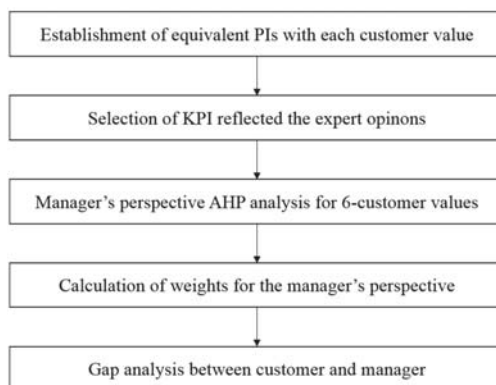 Establishment of equivalent PIs with each customer value
Selection of KPI reflected the expert opinons
Manager's perspective AHP analysis for 6-customer values
Calculation of weights for the manager's perspective
Gap analysis between customer and manager